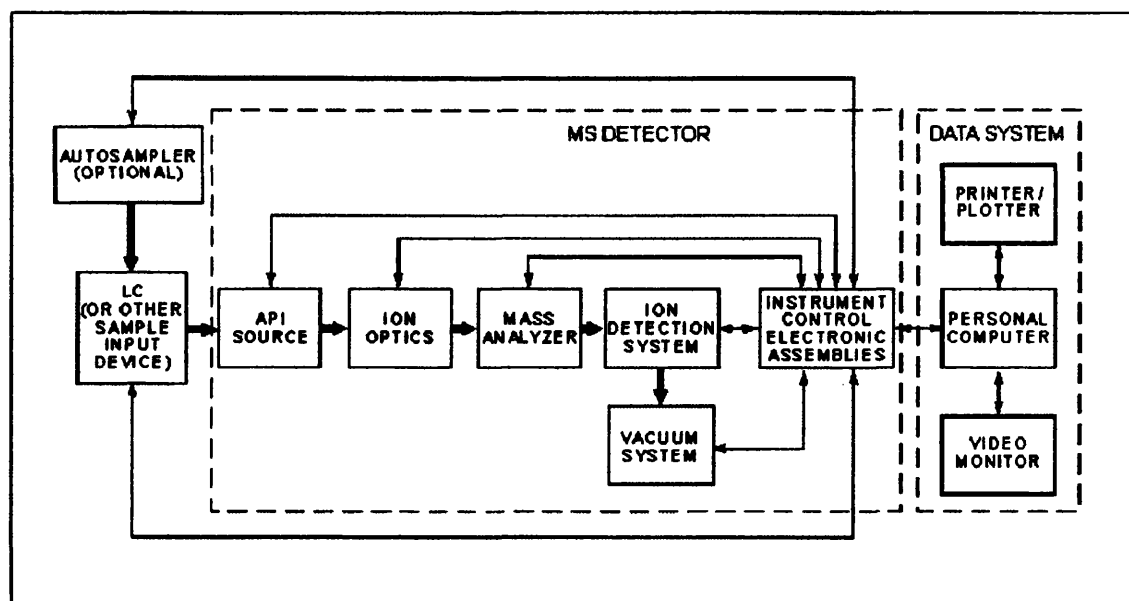 MS DETECTOR
DATA SYSTEM
AUTOSAMPLER
(OPTIONAL)
PRINTER/
PLOTTER
LC
(OR OTHER
SAMPLE
INPUT
DEVICE)
API
SOURCE
ION
OPTICS
MASS
ANALYZER
ION
DETECTION
SYSTEM
INSTRUMENT
CONTROL
ELECTRONIC
ASSEMBLIES
PERSONAL
COMPUTER
VACUUM
SYSTEM
VIDEO
MONITOR